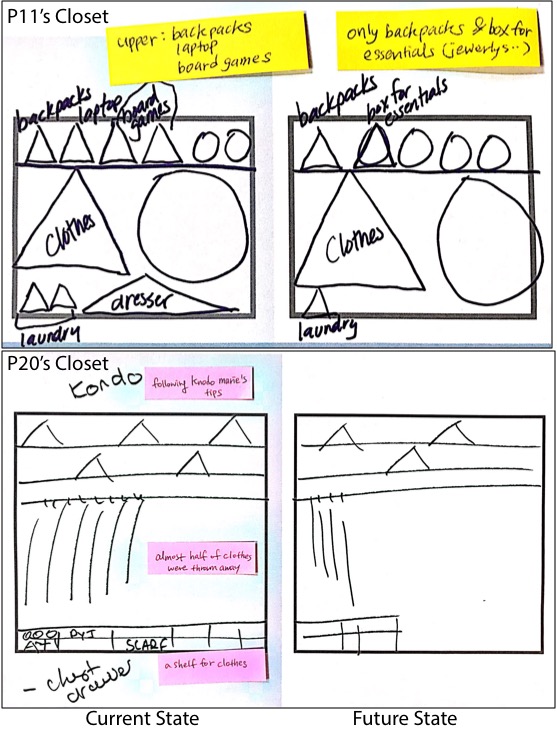 P11's Closet
upper: backpacks
laptop
board games
only backpacks & box for
essentials (jewerlys..)
backpacks
laptop
board
games
Clothes
dresser
laundry
backpacks
box for
essentials
Clothes
laundry
P20's Closet
Kondo
following knodo marie's
tips
almost half of clothes
were thrown away
SCARF
a shelf for clothes
- chest
drawer
Current State
Future State